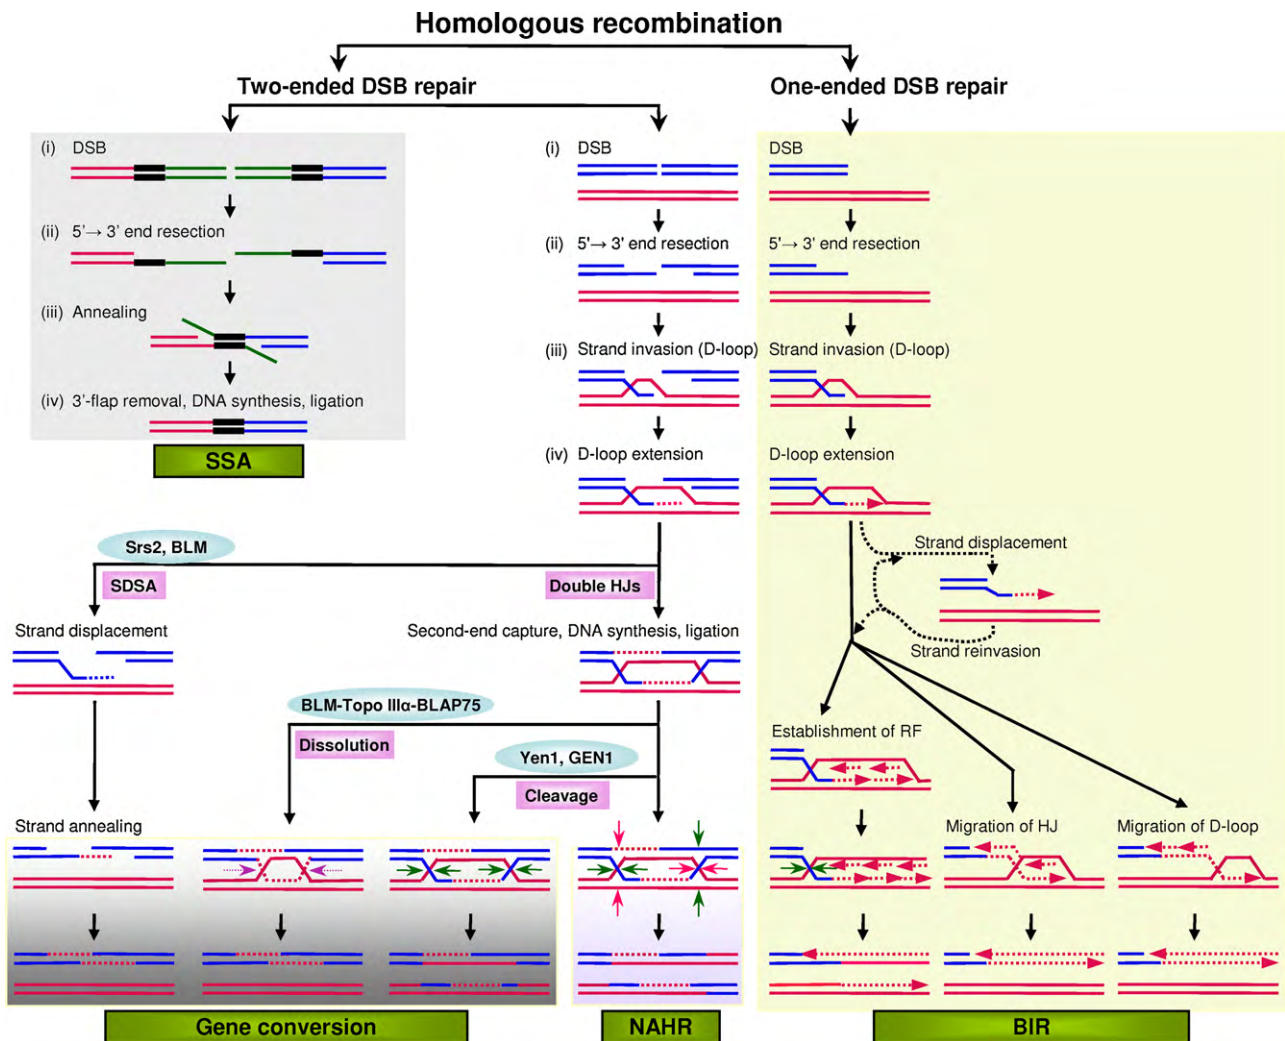 Homologous recombination
Two-ended DSB repair
One-ended DSB repair
(i) DSB
(ii) 5'→ 3' end resection
(iii) Annealing
(iv) 3'-flap removal, DNA synthesis, ligation
SSA
(i) DSB
(ii) 5'→ 3' end resection
(iii) Strand invasion (D-loop)
(iv) D-loop extension
DSB
5'→ 3' end resection
Strand invasion (D-loop)
D-loop extension
Strand displacement
Strand reinvasion
Srs2, BLM
SDSA
Double HJs
Strand displacement
Second-end capture, DNA synthesis, ligation
BLM-Topo IIIα-BLAP75
Dissolution
Yen1, GEN1
Cleavage
Strand annealing
Establishment of RF
Migration of HJ
Migration of D-loop
Gene conversion
NAHR
BIR